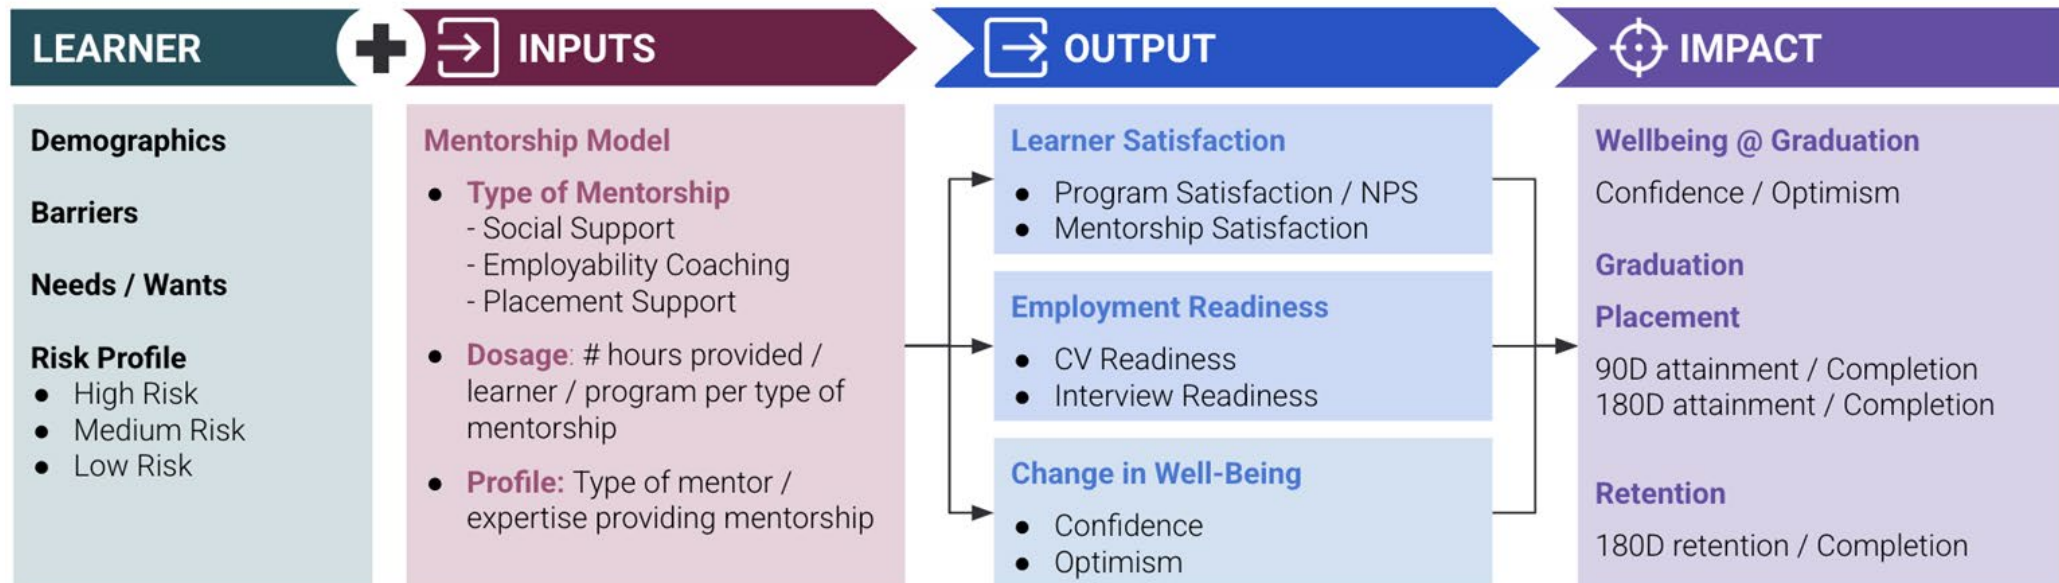 LEARNER
INPUTS
OUTPUT
IMPACT
Demographics
Barriers
Needs / Wants
Risk Profile
● High Risk
● Medium Risk
● Low Risk
Mentorship Model
● Type of Mentorship
- Social Support
- Employability Coaching
- Placement Support
● Dosage: # hours provided /
learner / program per type of
mentorship
● Profile: Type of mentor /
expertise providing mentorship
Learner Satisfaction
● Program Satisfaction / NPS
● Mentorship Satisfaction
Employment Readiness
● CV Readiness
● Interview Readiness
Change in Well-Being
● Confidence
● Optimism
Wellbeing @ Graduation
Confidence / Optimism
Graduation
Placement
90D attainment / Completion
180D attainment / Completion
Retention
180D retention / Completion